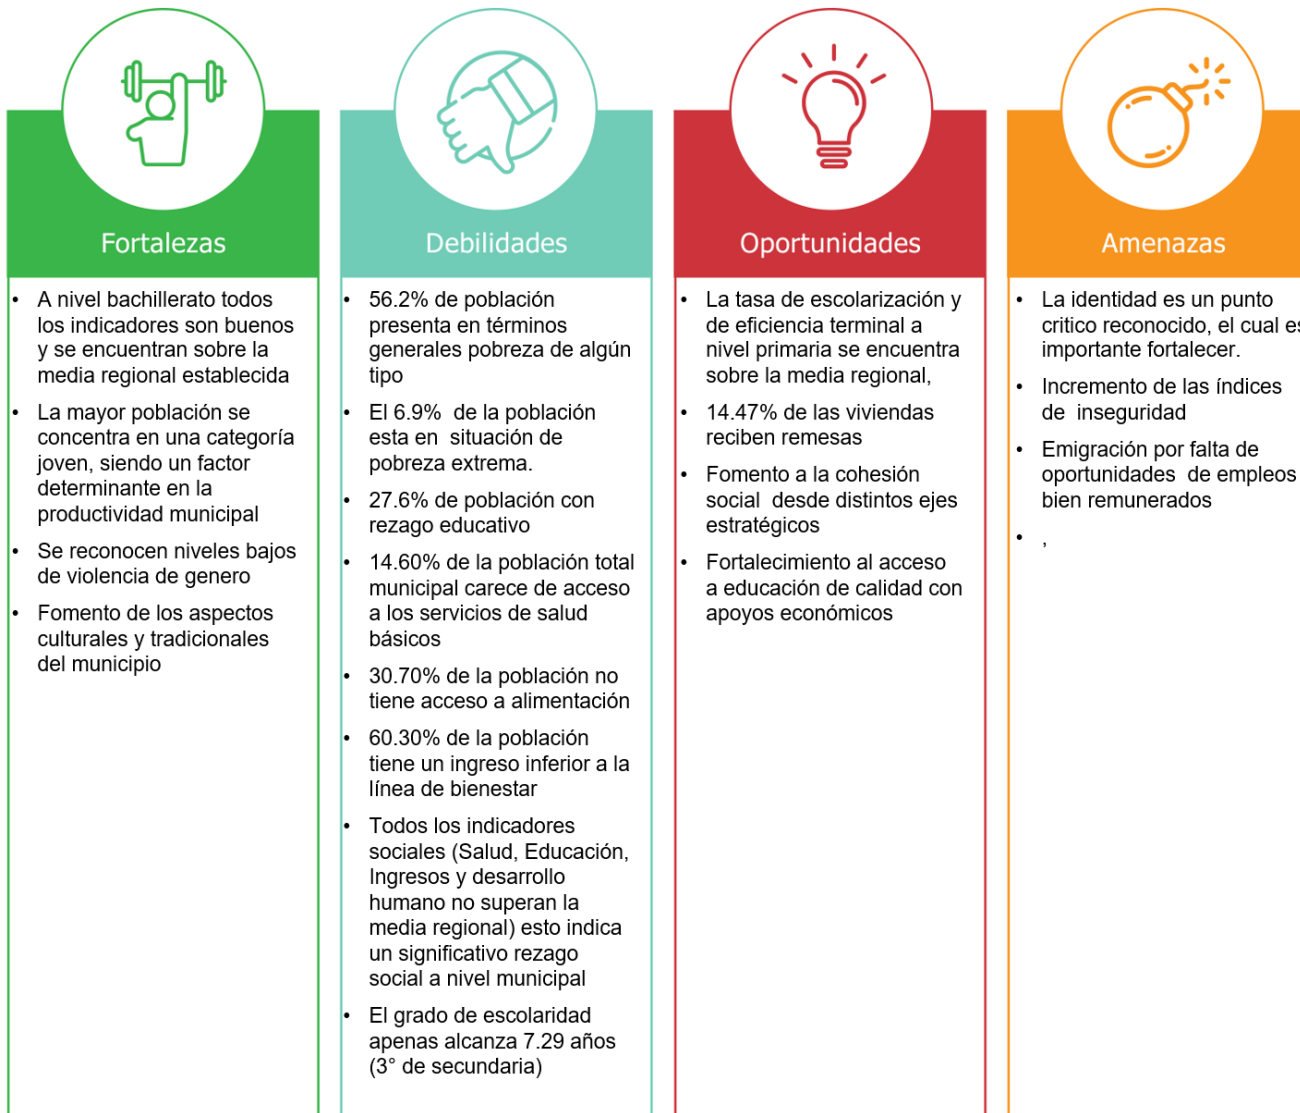 Fortalezas
• A nivel bachillerato todos
los indicadores son buenos
y se encuentran sobre la
media regional establecida
• La mayor población se
concentra en una categoría
joven, siendo un factor
determinante en la
productividad municipal
• Se reconocen niveles bajos
de violencia de genero
• Fomento de los aspectos
culturales y tradicionales
del municipio
Debilidades
• 56.2% de población
presenta en términos
generales pobreza de algún
tipo
• El 6.9% de la población
esta en situación de
pobreza extrema.
• 27.6% de población con
rezago educativo
• 14.60% de la población total
municipal carece de acceso
a los servicios de salud
básicos
• 30.70% de la población no
tiene acceso a alimentación
• 60.30% de la población
tiene un ingreso inferior a la
línea de bienestar
• Todos los indicadores
sociales (Salud, Educación,
Ingresos y desarrollo
humano no superan la
media regional) esto indica
un significativo rezago
social a nivel municipal
• El grado de escolaridad
apenas alcanza 7.29 años
(3° de secundaria)
Oportunidades
• La tasa de escolarización y
de eficiencia terminal a
nivel primaria se encuentra
sobre la media regional,
• 14.47% de las viviendas
reciben remesas
• Fomento a la cohesión
social desde distintos ejes
estratégicos
• Fortalecimiento al acceso
a educación de calidad con
apoyos económicos
Amenazas
• La identidad es un punto
critico reconocido, el cual es
importante fortalecer.
• Incremento de las índices
de inseguridad
• Emigración por falta de
oportunidades de empleos
bien remunerados
• ,